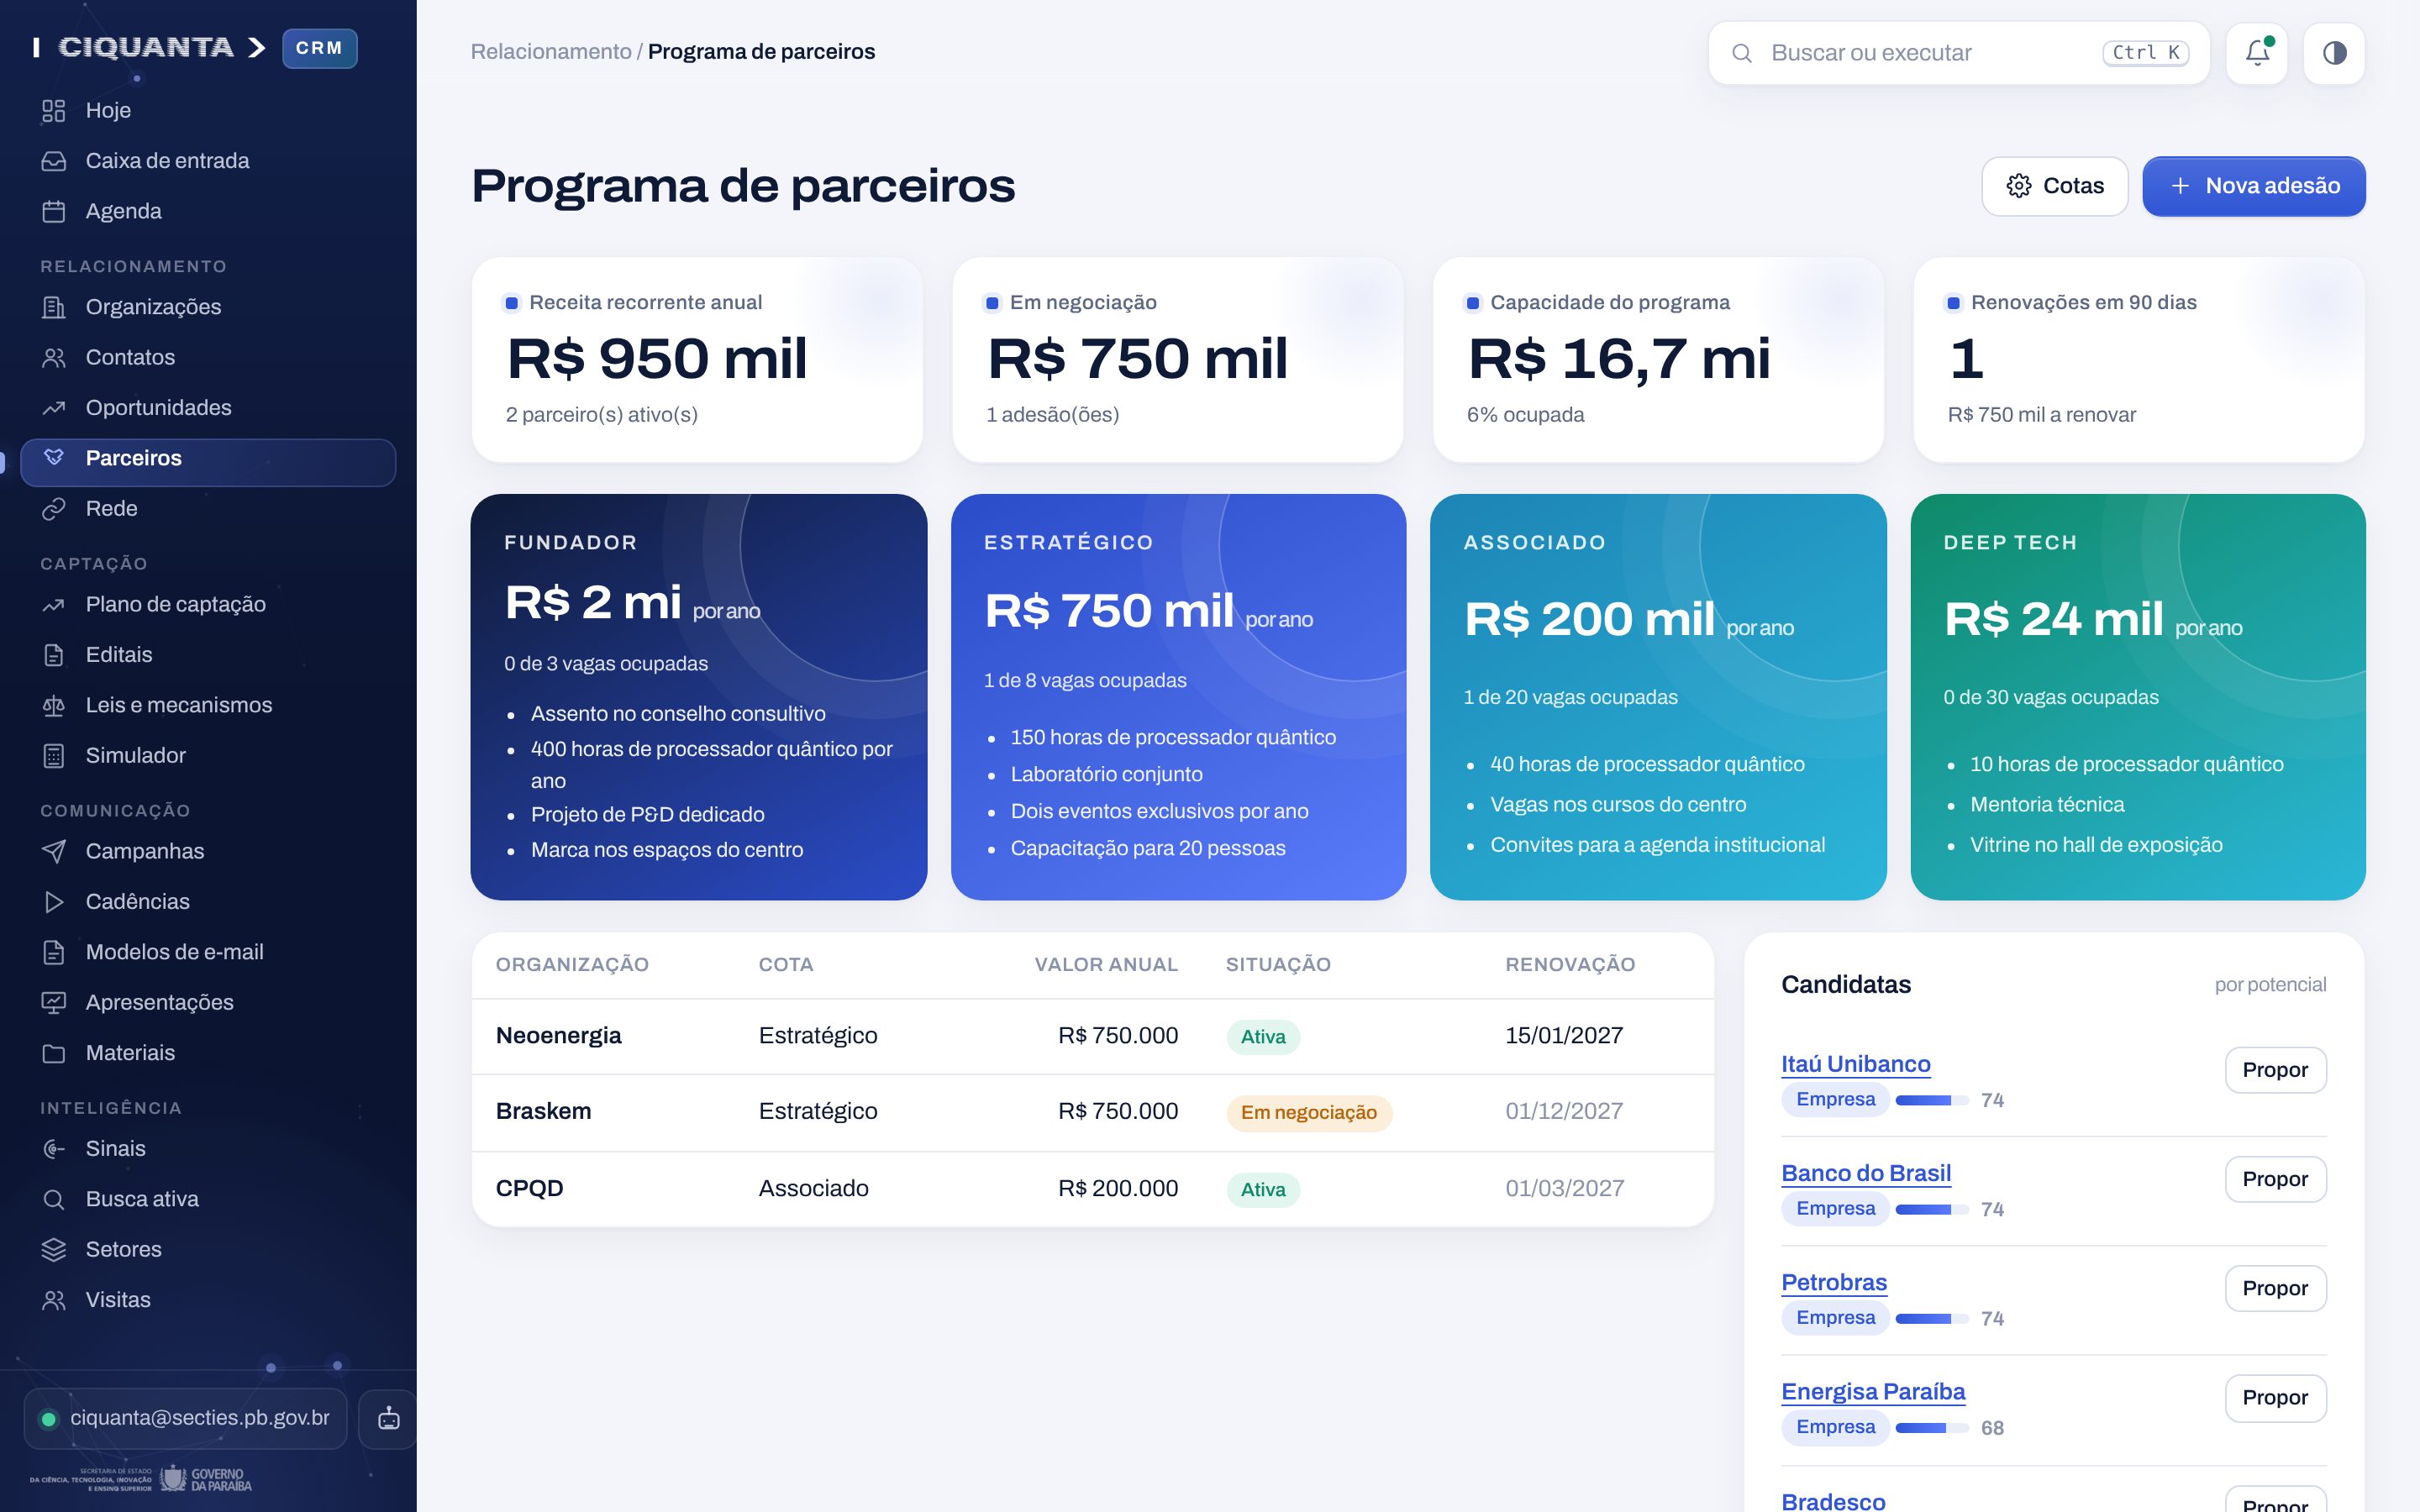 CIQUANTA
CRM
Hoje
Caixa de entrada
Agenda
RELACIONAMENTO
Organizações
Contatos
Oportunidades
Parceiros
Rede
CAPTAÇÃO
Plano de captação
Editais
Leis e mecanismos
Simulador
COMUNICAÇÃO
Campanhas
Cadências
Modelos de e-mail
Apresentações
Materiais
INTELIGÊNCIA
Sinais
Busca ativa
Setores
Visitas
ciquanta@secties.pb.gov.br
SECRETARIA DE ESTADO
DA CIÊNCIA, TECNOLOGIA, INOVAÇÃO
E ENSINO SUPERIOR
GOVERNO
DA PARAÍBA
Relacionamento / Programa de parceiros
Buscar ou executar
Ctrl K
Programa de parceiros
Cotas
Nova adesão
Receita recorrente anual
R$ 950 mil
2 parceiro(s) ativo(s)
Em negociação
R$ 750 mil
1 adesão(ões)
Capacidade do programa
R$ 16,7 mi
6% ocupada
Renovações em 90 dias
1
R$ 750 mil a renovar
FUNDADOR
R$ 2 mi por ano
0 de 3 vagas ocupadas
• Assento no conselho consultivo
• 400 horas de processador quântico por
ano
• Projeto de P&D dedicado
• Marca nos espaços do centro
ESTRATÉGICO
R$ 750 mil por ano
1 de 8 vagas ocupadas
• 150 horas de processador quântico
• Laboratório conjunto
• Dois eventos exclusivos por ano
• Capacitação para 20 pessoas
ASSOCIADO
R$ 200 mil por ano
1 de 20 vagas ocupadas
• 40 horas de processador quântico
• Vagas nos cursos do centro
• Convites para a agenda institucional
DEEP TECH
R$ 24 mil por ano
0 de 30 vagas ocupadas
• 10 horas de processador quântico
• Mentoria técnica
• Vitrine no hall de exposição
ORGANIZAÇÃO COTA VALOR ANUAL SITUAÇÃO RENOVAÇÃO
Neoenergia Estratégico R$ 750.000 Ativa 15/01/2027
Braskem Estratégico R$ 750.000 Em negociação 01/12/2027
CPQD Associado R$ 200.000 Ativa 01/03/2027
Candidatas por potencial
Itaú Unibanco Propor
Empresa 74
Banco do Brasil Propor
Empresa 74
Petrobras Propor
Empresa 74
Energisa Paraíba Propor
Empresa 68
Bradesco Propor